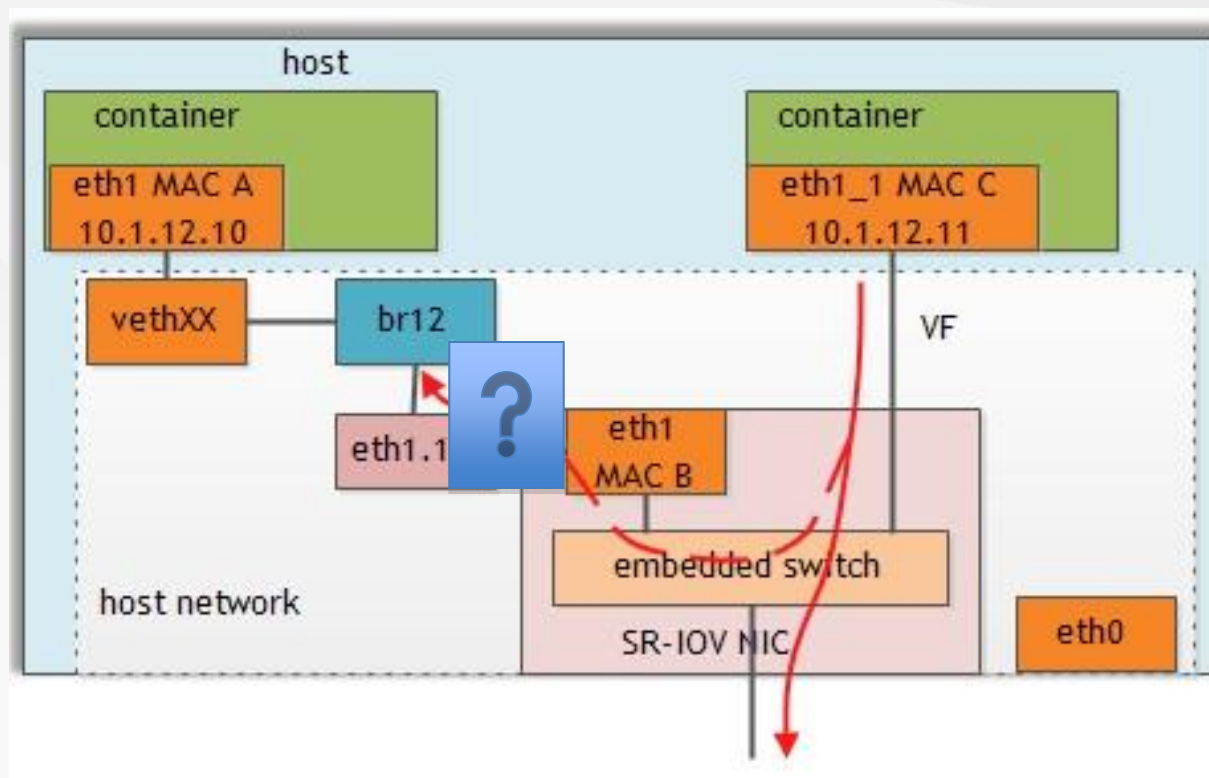 host
container
container
eth1 MAC A
10.1.12.10
eth1_1 MAC C
10.1.12.11
vethXX
br12
VF
?
eth1.1
eth1
MAC B
embedded switch
host network
SR-IOV NIC
eth0